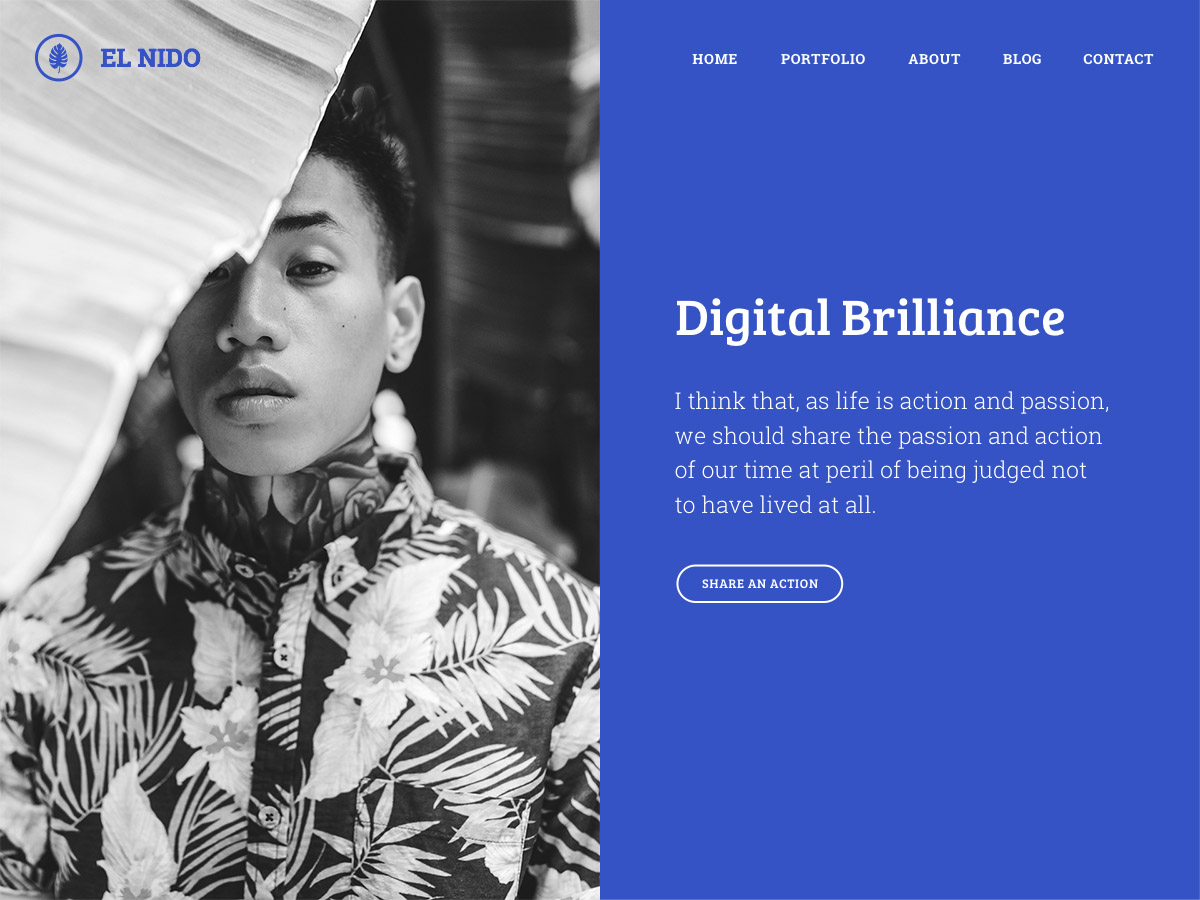 EL NIDO
HOME PORTFOLIO ABOUT BLOG CONTACT
Digital Brilliance
I think that, as life is action and passion,
we should share the passion and action
of our time at peril of being judged not
to have lived at all.
SHARE AN ACTION